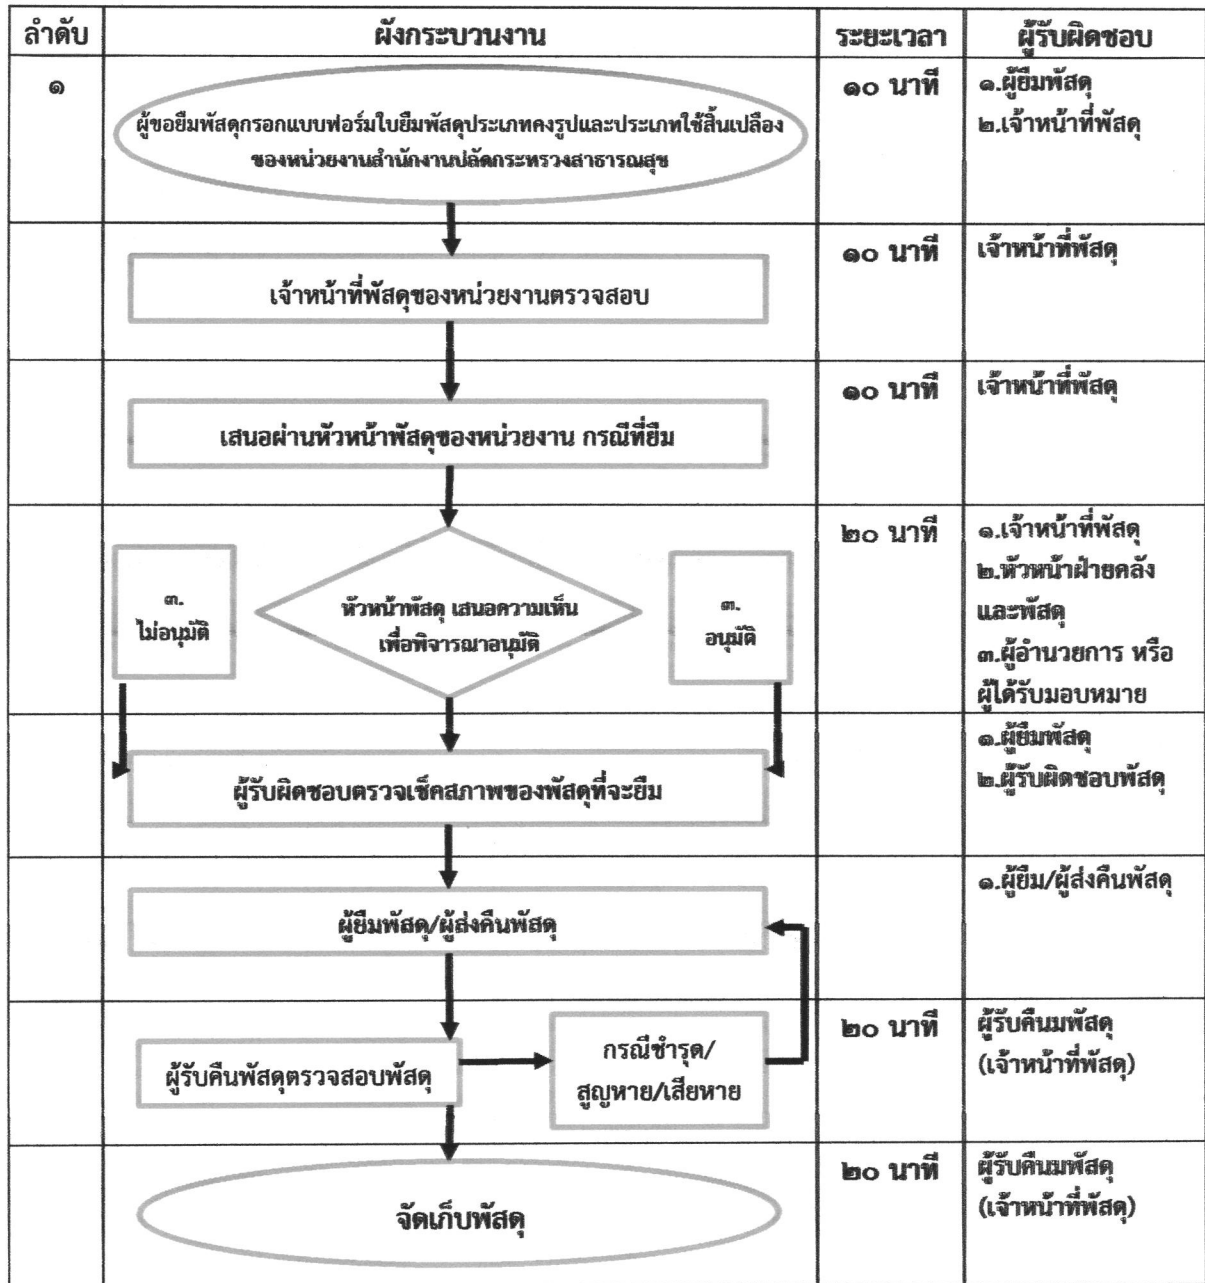 ลำดับ ผังกระบวนงาน ระยะเวลา ผู้รับผิดชอบ
๑
ผู้ขอยืมพัสดุกรอกแบบฟอร์มใบยืมพัสดุประเภทคงรูปและประเภทใช้สิ้นเปลือง
ของหน่วยงานสำนักงานปลัดกระทรวงสาธารณสุข
๑๐ นาที
๑.ผู้ยืมพัสดุ
๒.เจ้าหน้าที่พัสดุ
เจ้าหน้าที่พัสดุของหน่วยงานตรวจสอบ
๑๐ นาที
เจ้าหน้าที่พัสดุ
เสนอผ่านหัวหน้าพัสดุของหน่วยงาน กรณีที่ยืม
๑๐ นาที
เจ้าหน้าที่พัสดุ
๓.
ไม่อนุมัติ
หัวหน้าพัสดุ เสนอความเห็น
เพื่อพิจารณาอนุมัติ
๓.
อนุมัติ
๒๐ นาที
๑.เจ้าหน้าที่พัสดุ
๒.หัวหน้าฝ่ายคลัง
และพัสดุ
๓.ผู้อำนวยการ หรือ
ผู้ได้รับมอบหมาย
ผู้รับผิดชอบตรวจเช็คสภาพของพัสดุที่จะยืม
๑.ผู้ยืมพัสดุ
๒.ผู้รับผิดชอบพัสดุ
ผู้ยืมพัสดุ/ผู้ส่งคืนพัสดุ
๑.ผู้ยืม/ผู้ส่งคืนพัสดุ
ผู้รับคืนพัสดุตรวจสอบพัสดุ
กรณีชำรุด/
สูญหาย/เสียหาย
๒๐ นาที
ผู้รับคืนมพัสดุ
(เจ้าหน้าที่พัสดุ)
จัดเก็บพัสดุ
๒๐ นาที
ผู้รับคืนมพัสดุ
(เจ้าหน้าที่พัสดุ)